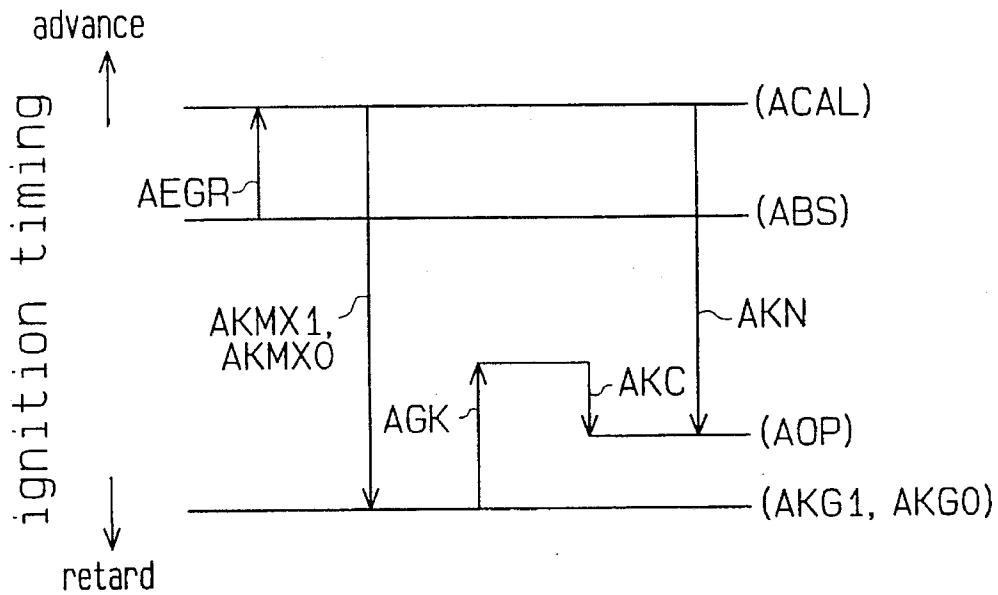 advance
ignition timing
(ACAL)
AEGR
(ABS)
AKMX1,
AKMX0
AKN
AKC
AGK
(AOP)
(AKG1, AKG0)
retard